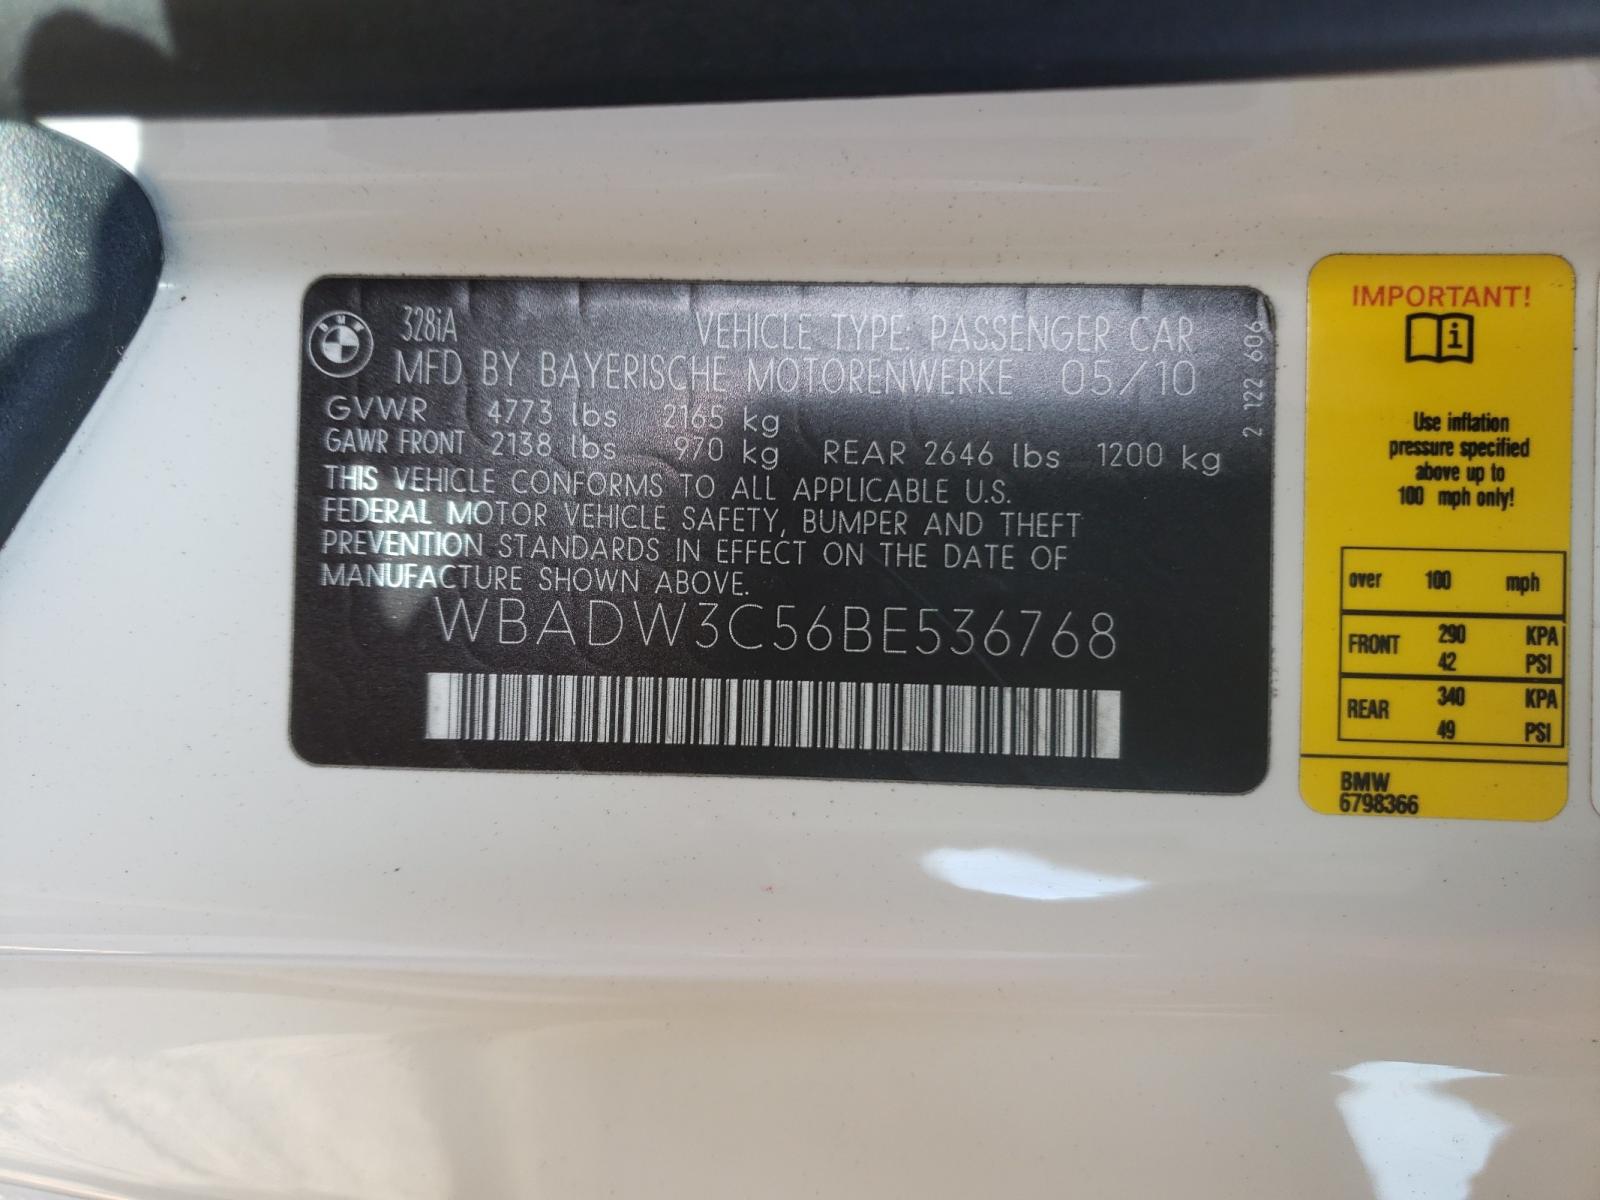 BMW
328iA VEHICLE TYPE: PASSENGER CAR
MFD BY BAYERISCHE MOTORENWERKE 05/10
GVWR 4773 lbs 2165 kg
GAWR FRONT 2138 lbs 970 kg REAR 2646 lbs 1200 kg
THIS VEHICLE CONFORMS TO ALL APPLICABLE U.S.
FEDERAL MOTOR VEHICLE SAFETY, BUMPER AND THEFT
PREVENTION STANDARDS IN EFFECT ON THE DATE OF
MANUFACTURE SHOWN ABOVE.
WBADW3C56BE536768
2 122 606
IMPORTANT!
i
Use inflation
pressure specified
above up to
100 mph only!
over 100 mph
FRONT 290 KPA
42 PSI
REAR 340 KPA
49 PSI
BMW
6798366